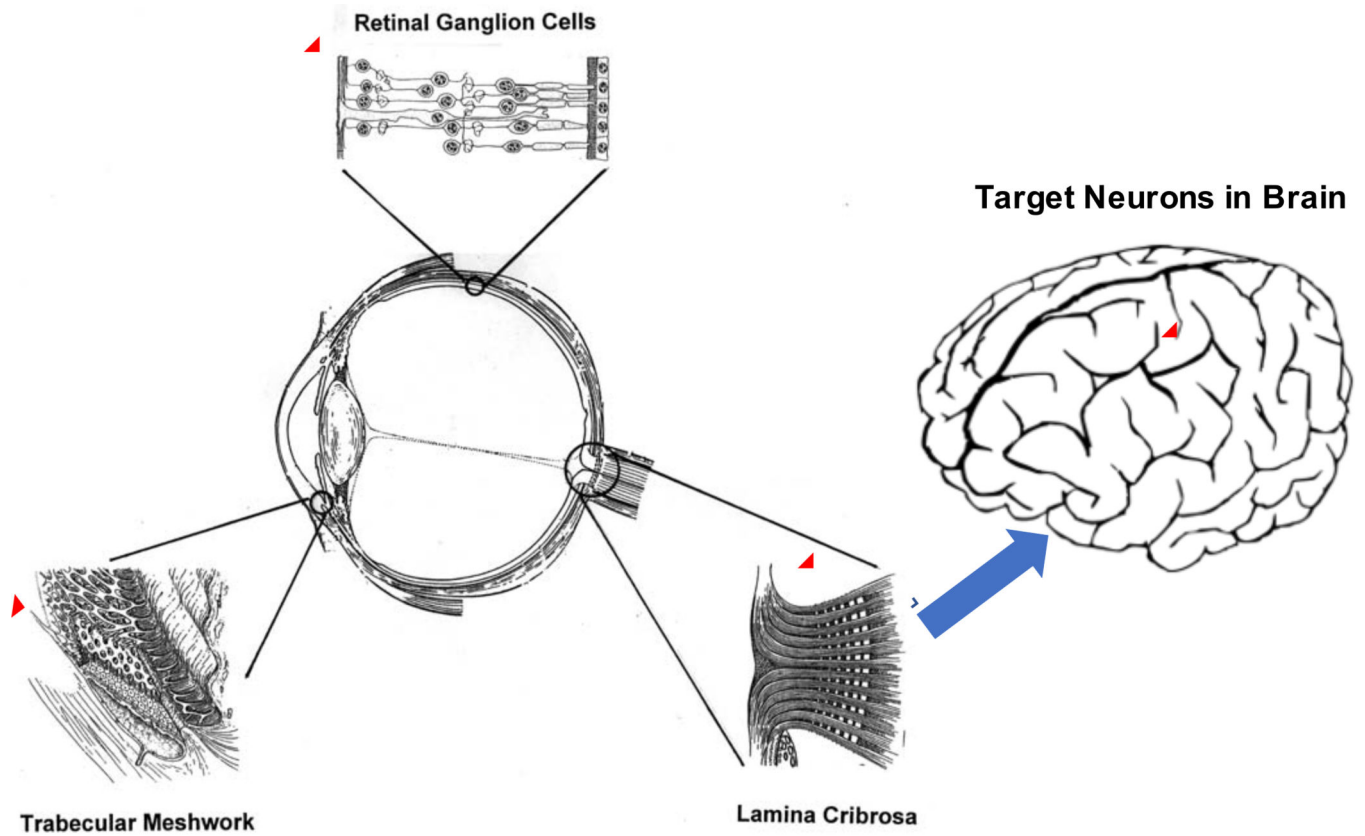 Retinal Ganglion Cells
Target Neurons in Brain
Trabecular Meshwork
Lamina Cribrosa